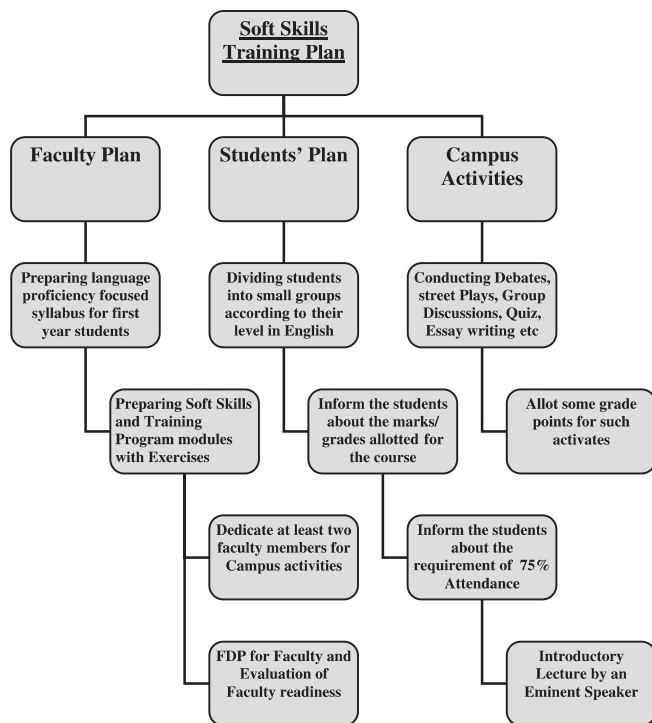 Soft Skills
Training Plan
Faculty Plan
Students’ Plan
Campus
Activities
Preparing language
proficiency focused
syllabus for first
year students
Dividing students
into small groups
according to their
level in English
Conducting Debates,
street Plays, Group
Discussions, Quiz,
Essay writing etc
Preparing Soft Skills
and Training
Program modules
with Exercises
Inform the students
about the marks/
grades allotted for
the course
Allot some grade
points for such
activates
Dedicate at least two
faculty members for
Campus activities
Inform the students
about the
requirement of 75%
Attendance
FDP for Faculty and
Evaluation of
Faculty readiness
Introductory
Lecture by an
Eminent Speaker